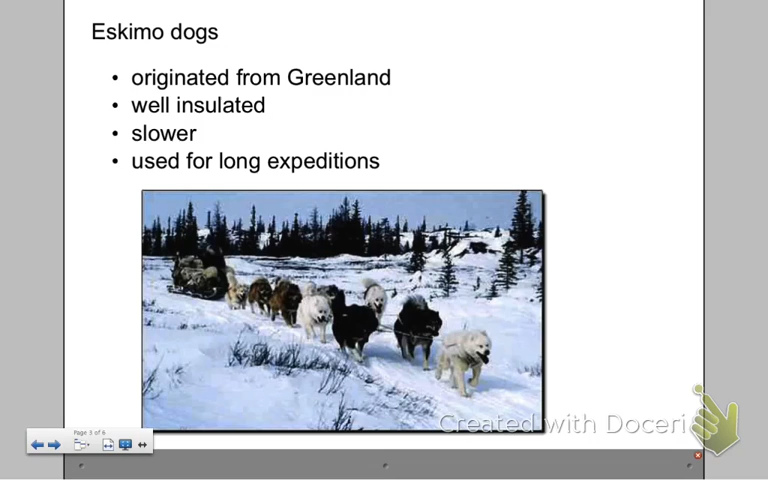 Eskimo dogs
• originated from Greenland
• well insulated
• slower
• used for long expeditions
Created with Doceri
Page 3 of 6